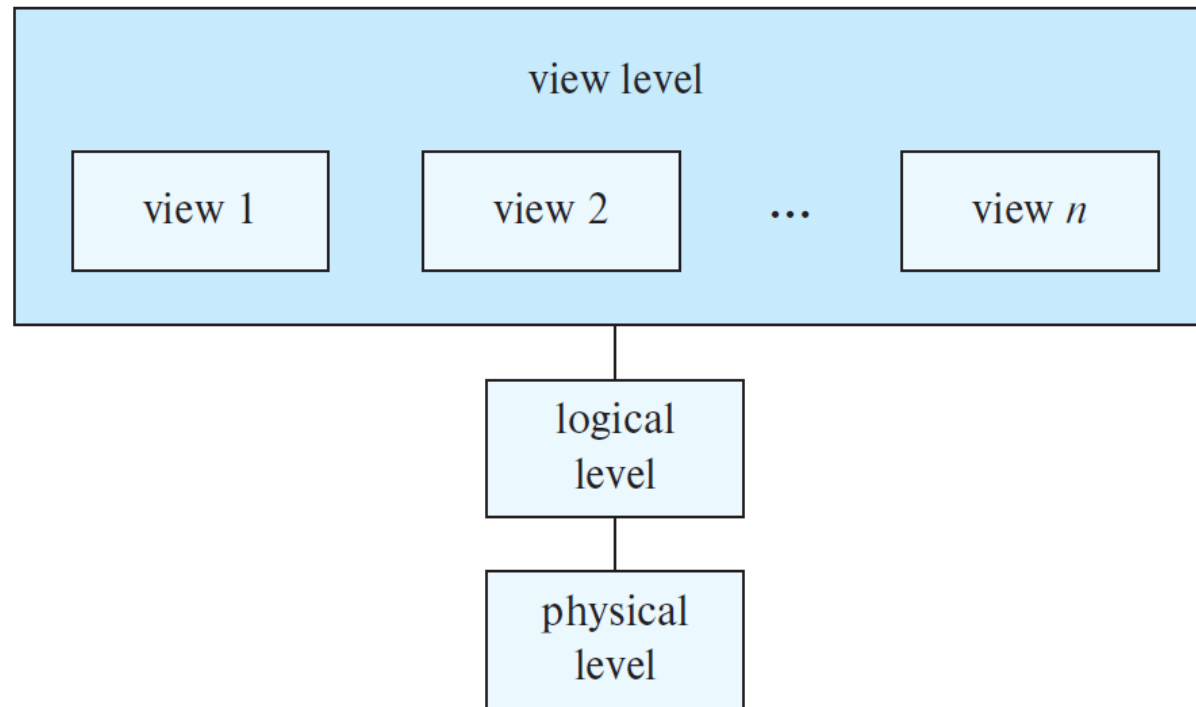 view level
view 1
view 2
...
view n
logical
level
physical
level